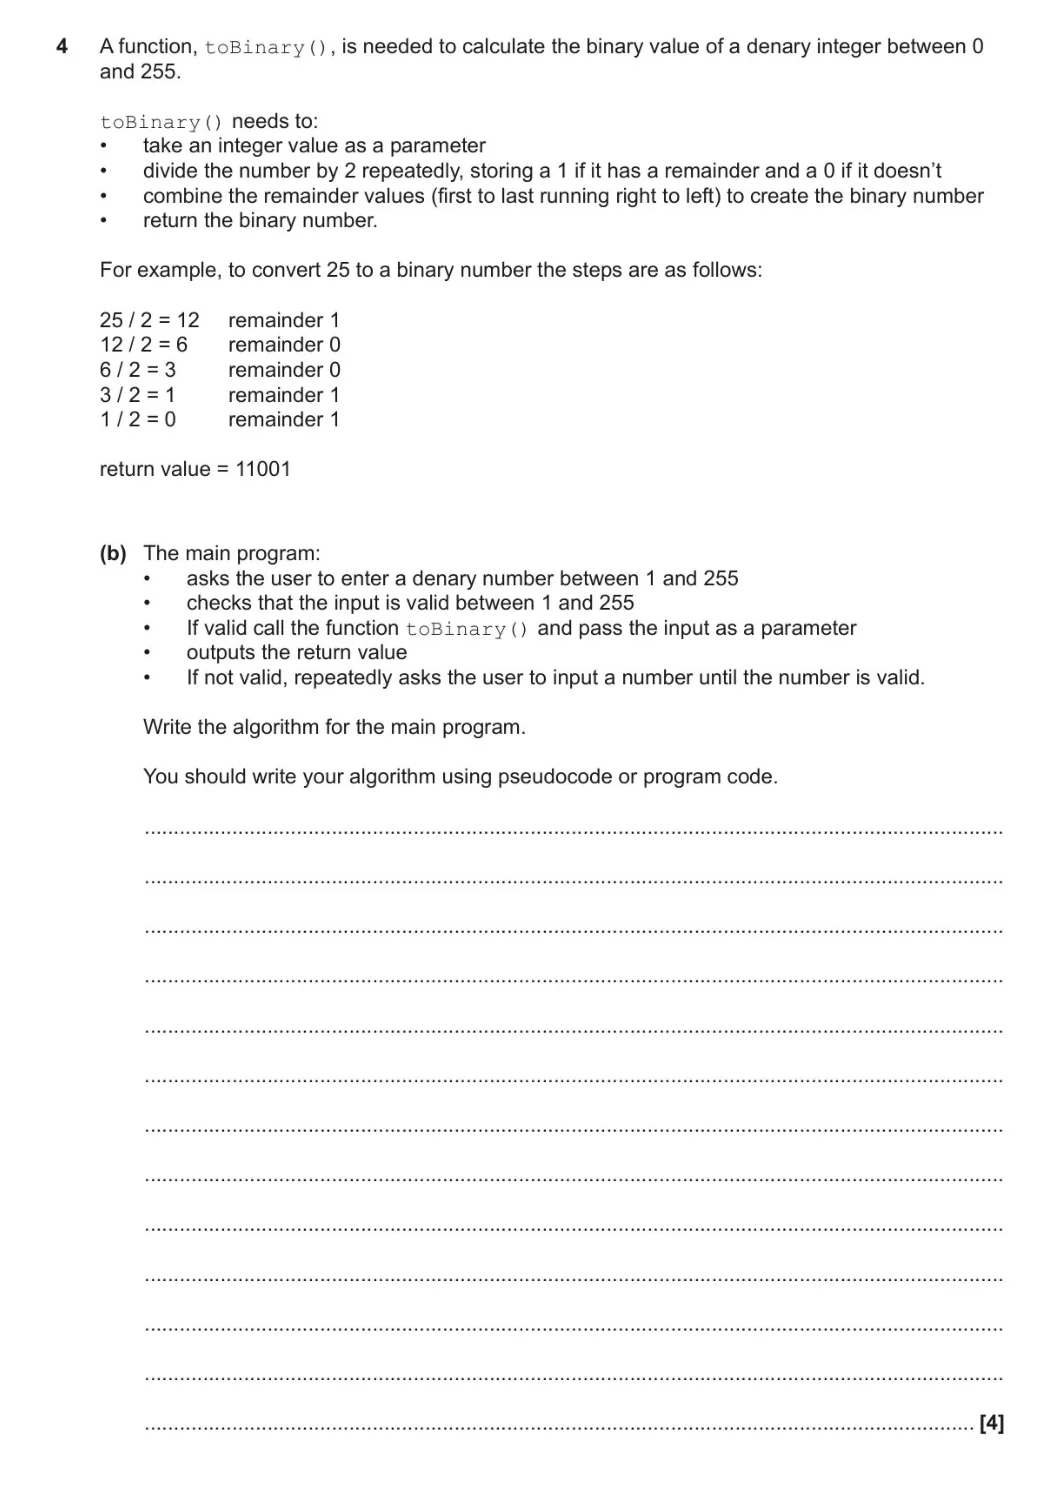 4 A function, toBinary(), is needed to calculate the binary value of a denary integer between 0
and 255.
toBinary() needs to:
• take an integer value as a parameter
• divide the number by 2 repeatedly, storing a 1 if it has a remainder and a 0 if it doesn't
• combine the remainder values (first to last running right to left) to create the binary number
• return the binary number.
For example, to convert 25 to a binary number the steps are as follows:
25 / 2 = 12 remainder 1
12 / 2 = 6 remainder 0
6 / 2 = 3 remainder 0
3 / 2 = 1 remainder 1
1 / 2 = 0 remainder 1
return value = 11001
(b) The main program:
• asks the user to enter a denary number between 1 and 255
• checks that the input is valid between 1 and 255
• If valid call the function toBinary() and pass the input as a parameter
• outputs the return value
• If not valid, repeatedly asks the user to input a number until the number is valid.
Write the algorithm for the main program.
You should write your algorithm using pseudocode or program code.
[4]